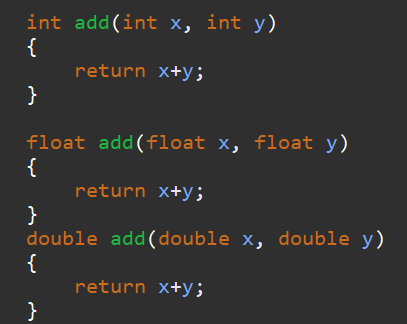 int add(int x, int y)
{
    return x+y;
}

float add(float x, float y)
{
    return x+y;
}
double add(double x, double y)
{
    return x+y;
}